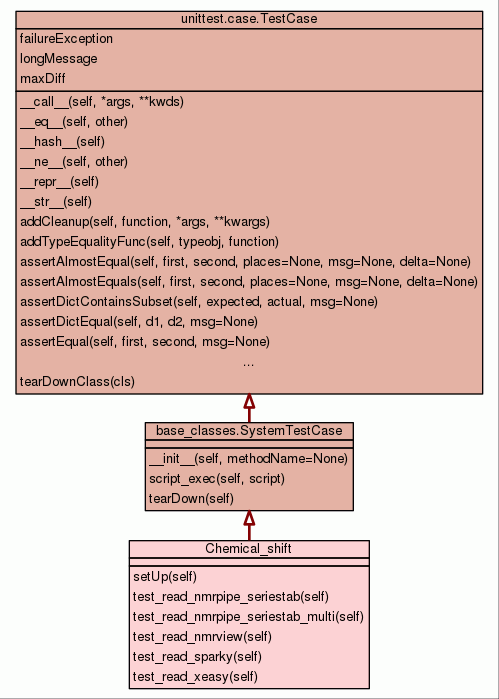 unittest.case.TestCase
failureException
longMessage
maxDiff
__call__(self, *args, **kwds)
__eq__(self, other)
__hash__(self)
__ne__(self, other)
__repr__(self)
__str__(self)
addCleanup(self, function, *args, **kwargs)
addTypeEqualityFunc(self, typeobj, function)
assertAlmostEqual(self, first, second, places=None, msg=None, delta=None)
assertAlmostEquals(self, first, second, places=None, msg=None, delta=None)
assertDictContainsSubset(self, expected, actual, msg=None)
assertDictEqual(self, d1, d2, msg=None)
assertEqual(self, first, second, msg=None)
...
tearDownClass(cls)
base_classes.SystemTestCase
__init__(self, methodName=None)
script_exec(self, script)
tearDown(self)
Chemical_shift
setUp(self)
test_read_nmrpipe_seriestab(self)
test_read_nmrpipe_seriestab_multi(self)
test_read_nmrview(self)
test_read_sparky(self)
test_read_xeasy(self)